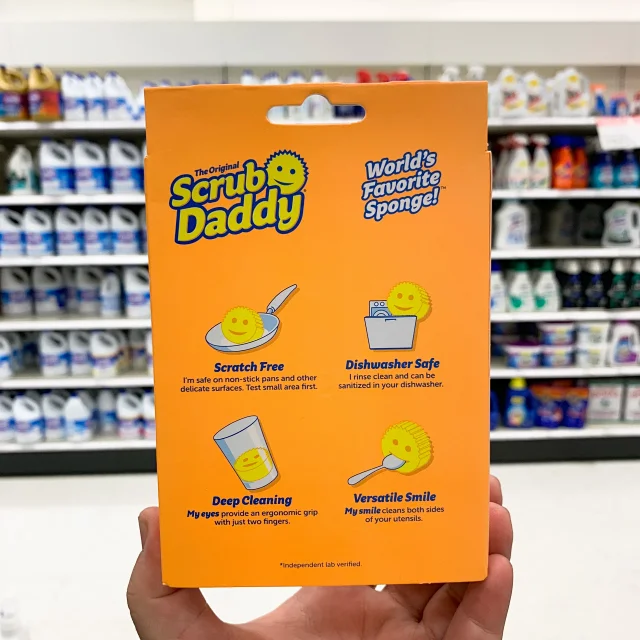 The Original
Scrub
Daddy
World's
Favorite
Sponge!™
Scratch Free
I'm safe on non-stick pans and other
delicate surfaces. Test small area first.
Dishwasher Safe
I rinse clean and can be
sanitized in your dishwasher.
Deep Cleaning
My eyes provide an ergonomic grip
with just two fingers.
Versatile Smile
My smile cleans both sides
of your utensils.
*Independent lab verified.